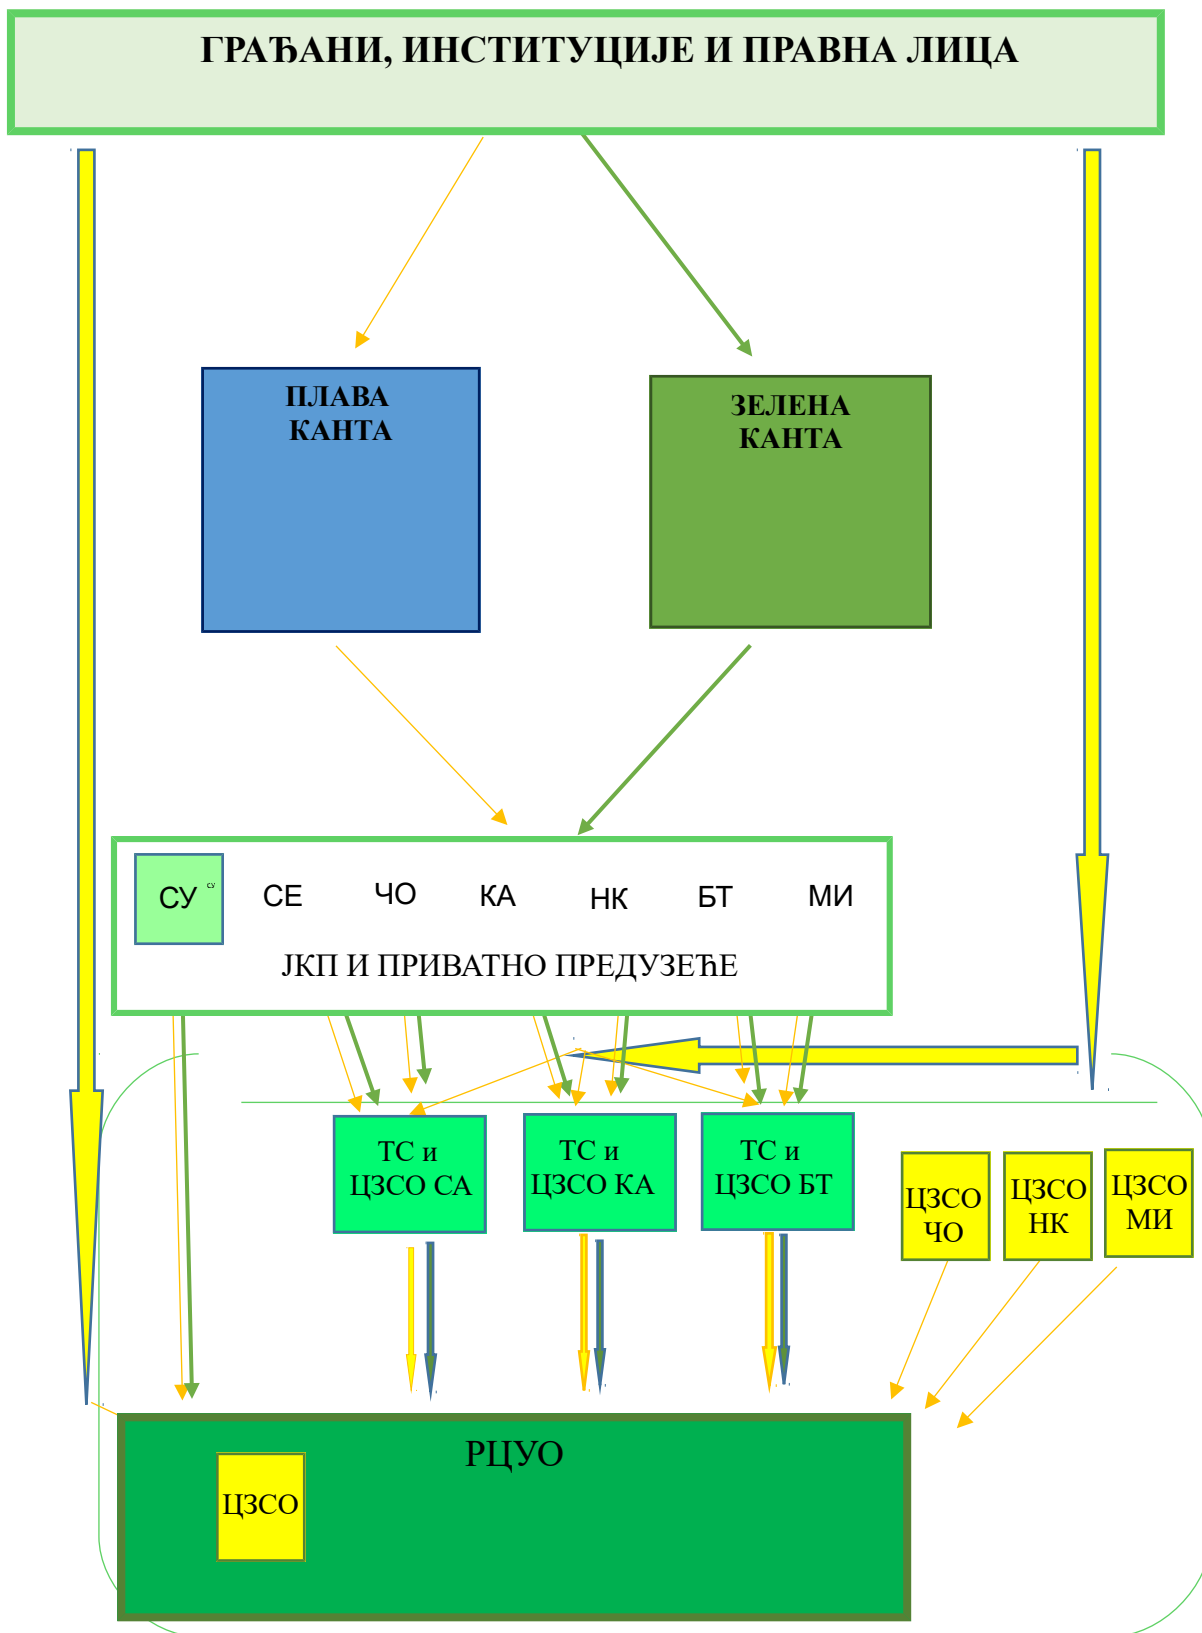 ГРАЂАНИ, ИНСТИТУЦИЈЕ И ПРАВНА ЛИЦА
ПЛАВА
КАНТА
ЗЕЛЕНА
КАНТА
СУ СУ СЕ ЧО КА НК БТ МИ
ЈКП И ПРИВАТНО ПРЕДУЗЕЋЕ
ТС и
ЦЗСО СА
ТС и
ЦЗСО КА
ТС и
ЦЗСО БТ
ЦЗСО
ЧО
ЦЗСО
НК
ЦЗСО
МИ
РЦУО
ЦЗСО